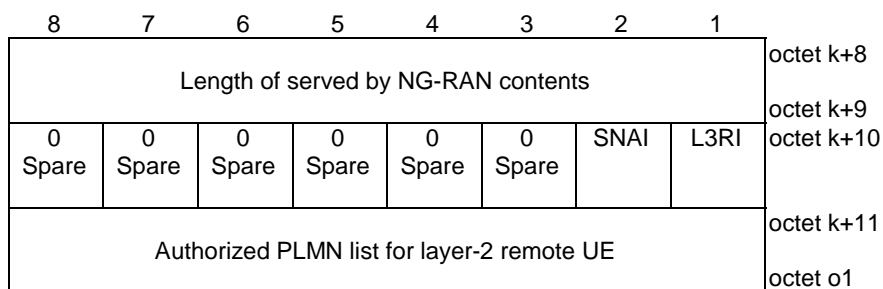 8 7 6 5 4 3 2 1
octet k+8
Length of served by NG-RAN contents
octet k+9
0 0 0 0 0 0 SNAI L3RI octet k+10
Spare Spare Spare Spare Spare Spare
octet k+11
Authorized PLMN list for layer-2 remote UE
octet o1